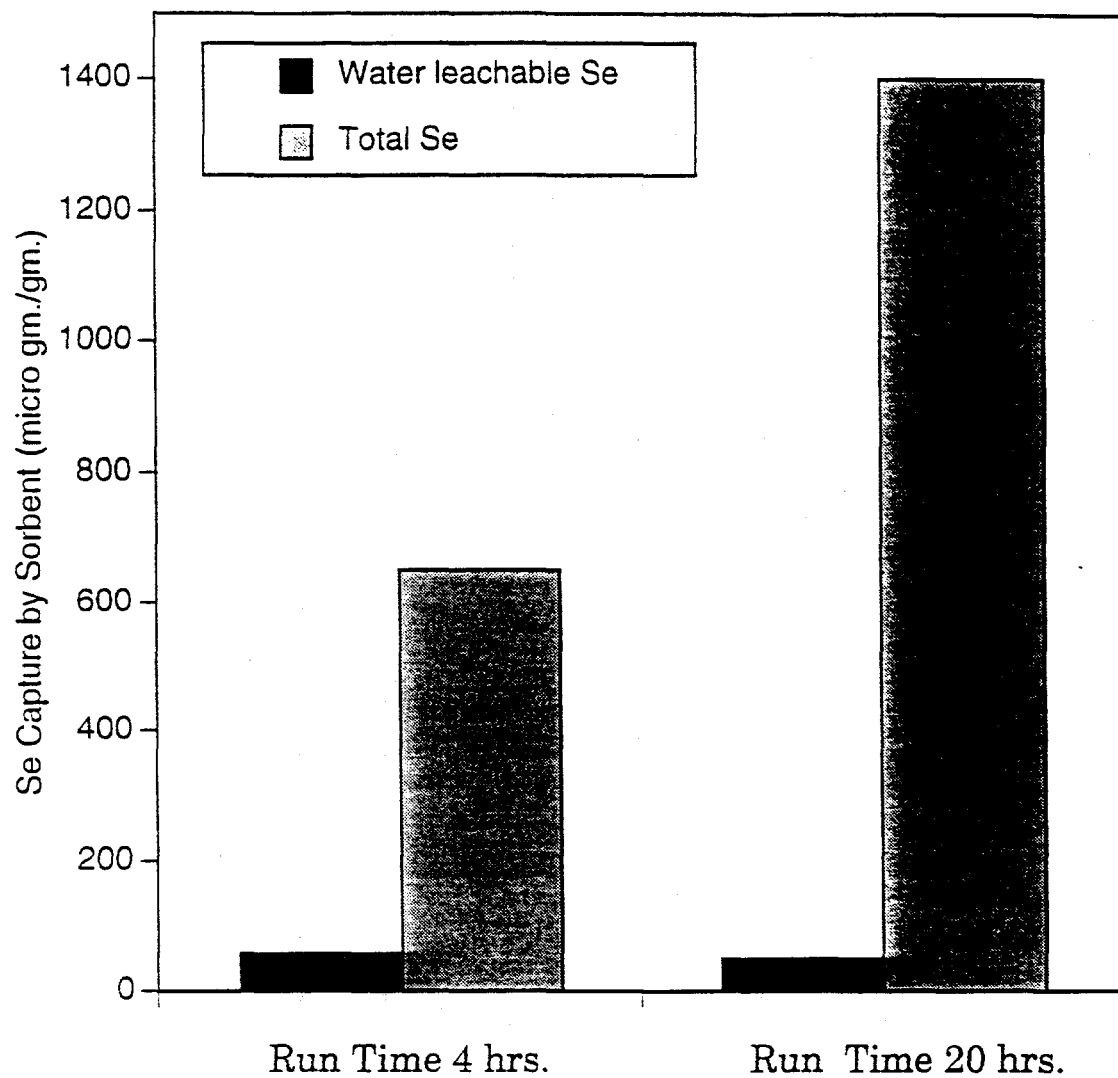 Water leachable Se
Total Se
1400
1200
1000
800
600
400
200
0
Se Capture by Sorbent (micro gm./gm.)
Run Time 4 hrs.
Run Time 20 hrs.